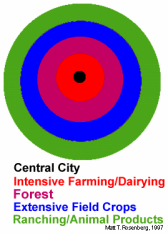 Central City
Intensive Farming/Dairying
Forest
Extensive Field Crops
Ranching/Animal Products
Matt T. Rosenberg, 1997